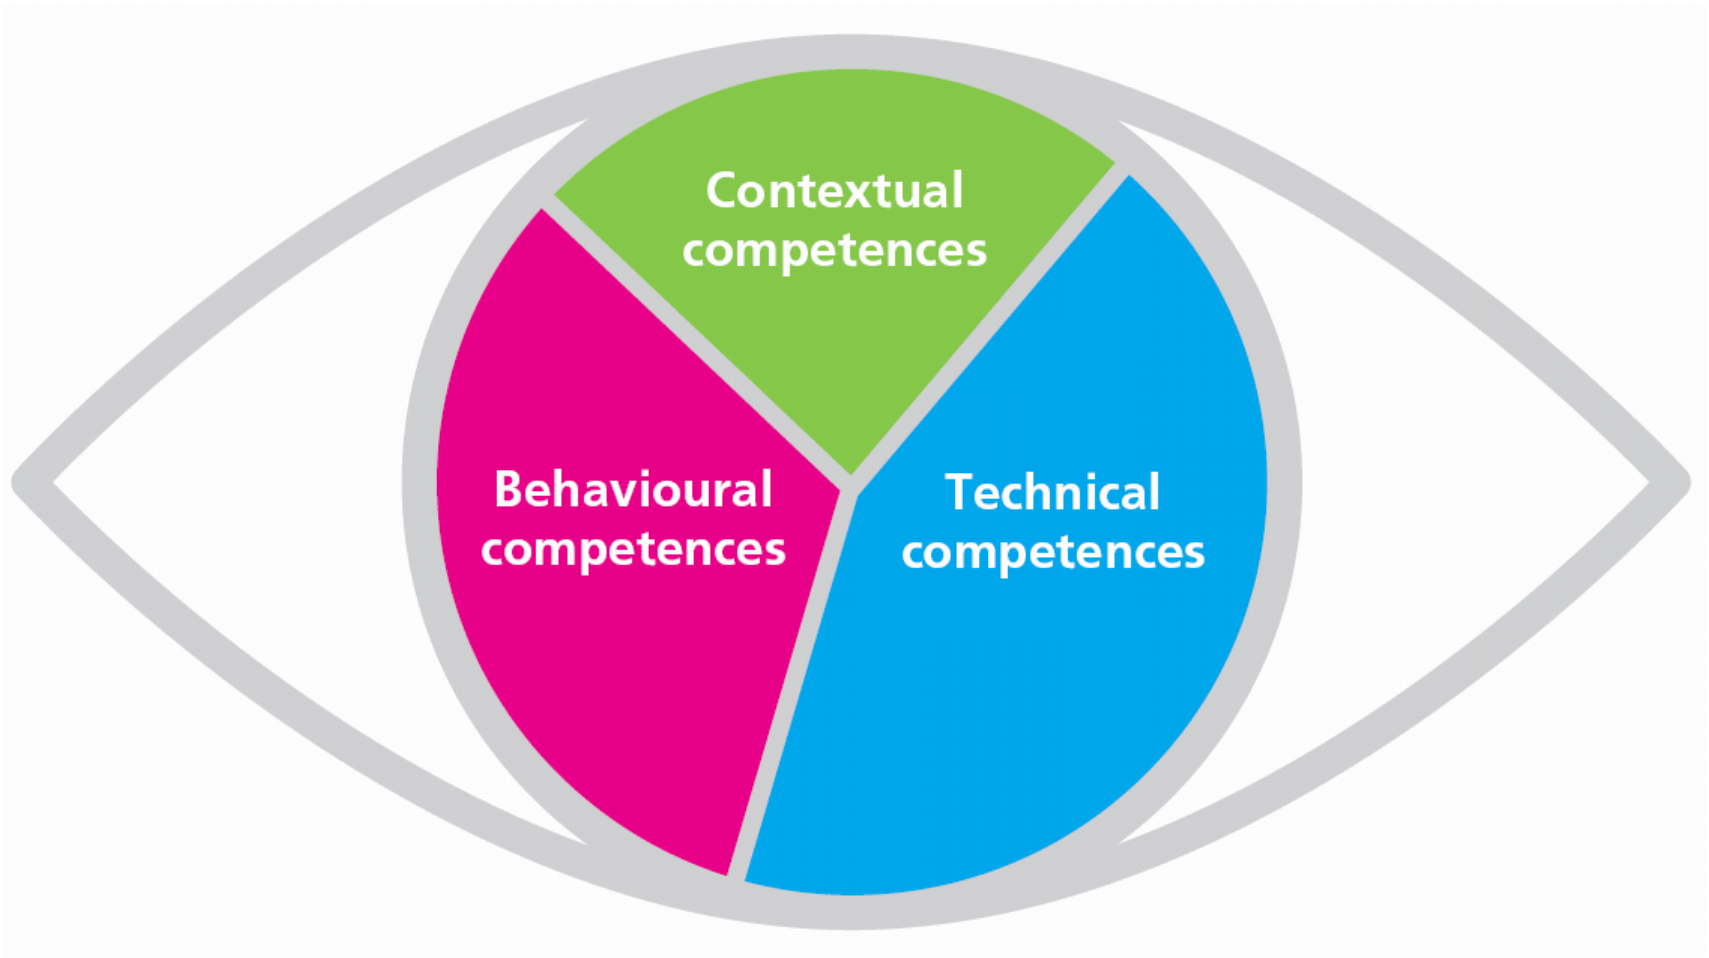 Contextual
competences
Behavioural
competences
Technical
competences